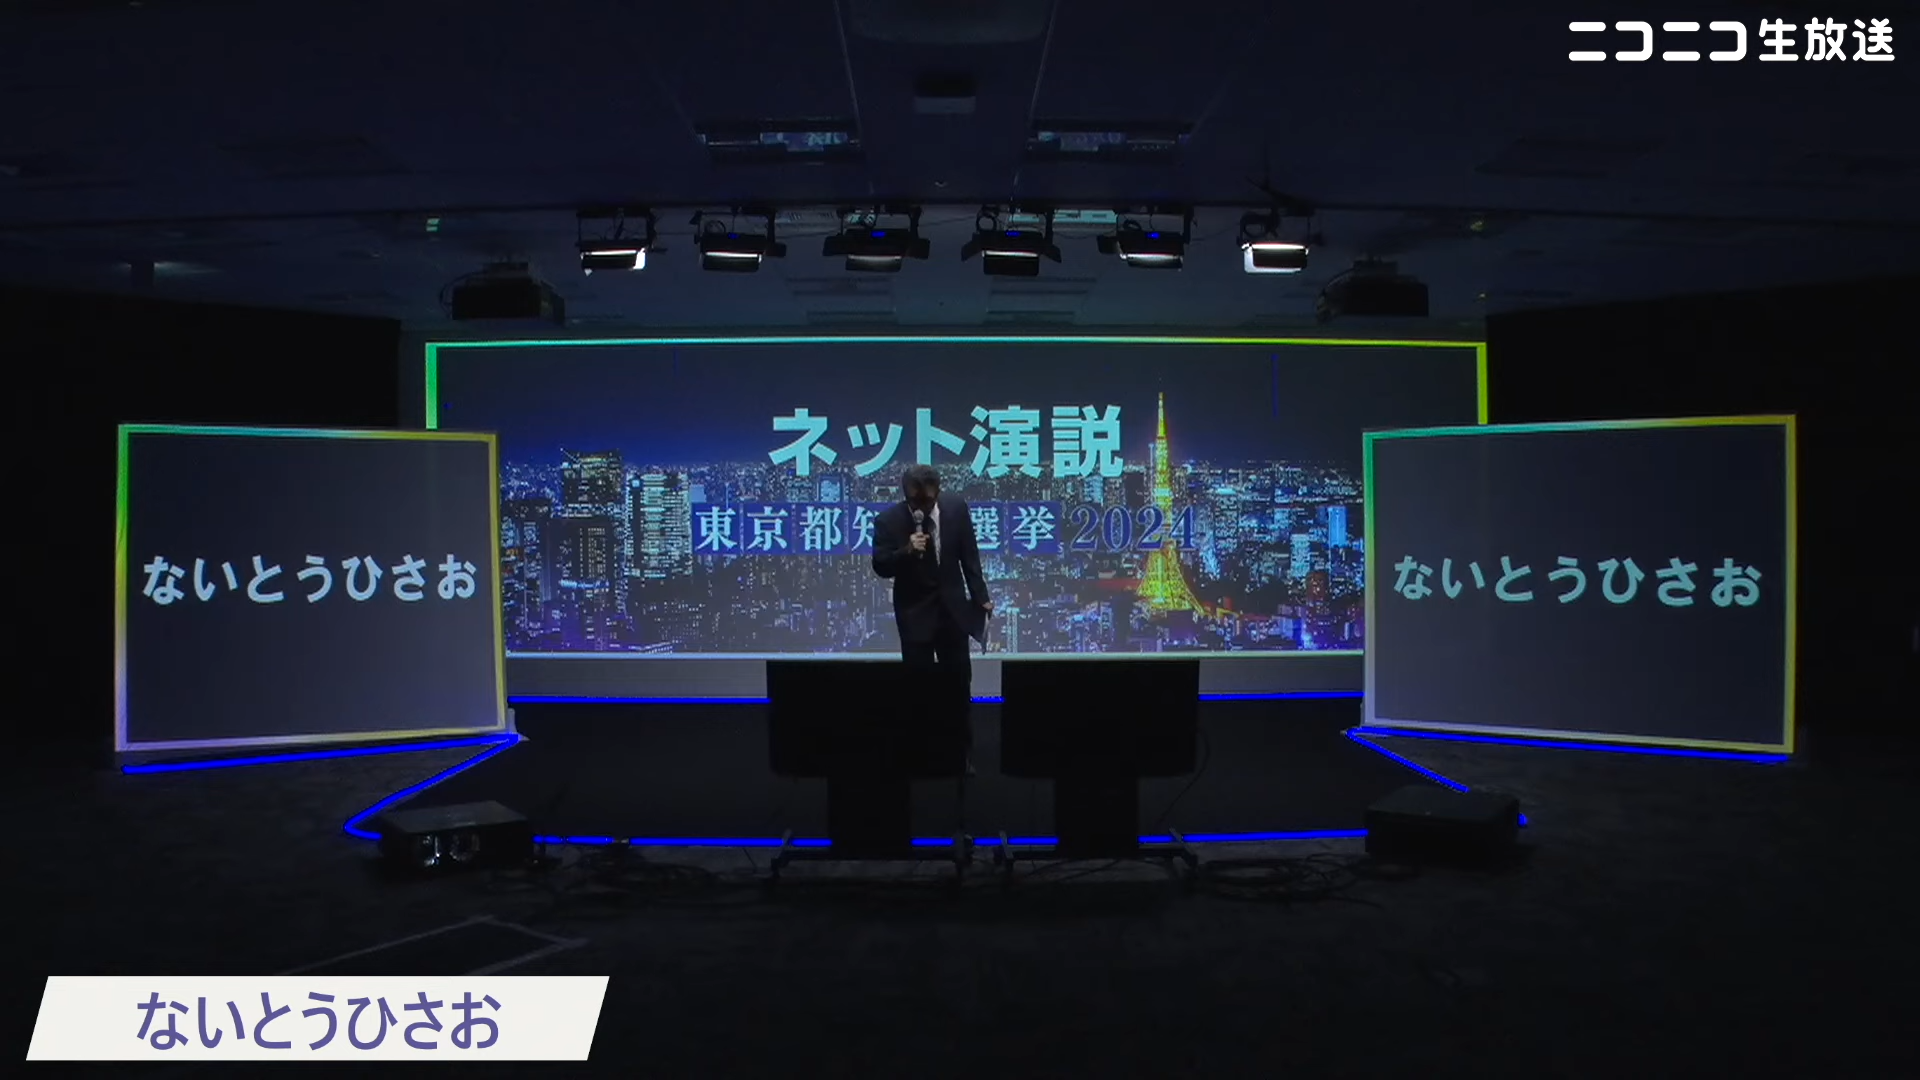 ニコニコ生放送
ネット演説
東京都知 選挙2024
ないとうひさお
ないとうひさお
ないとうひさお